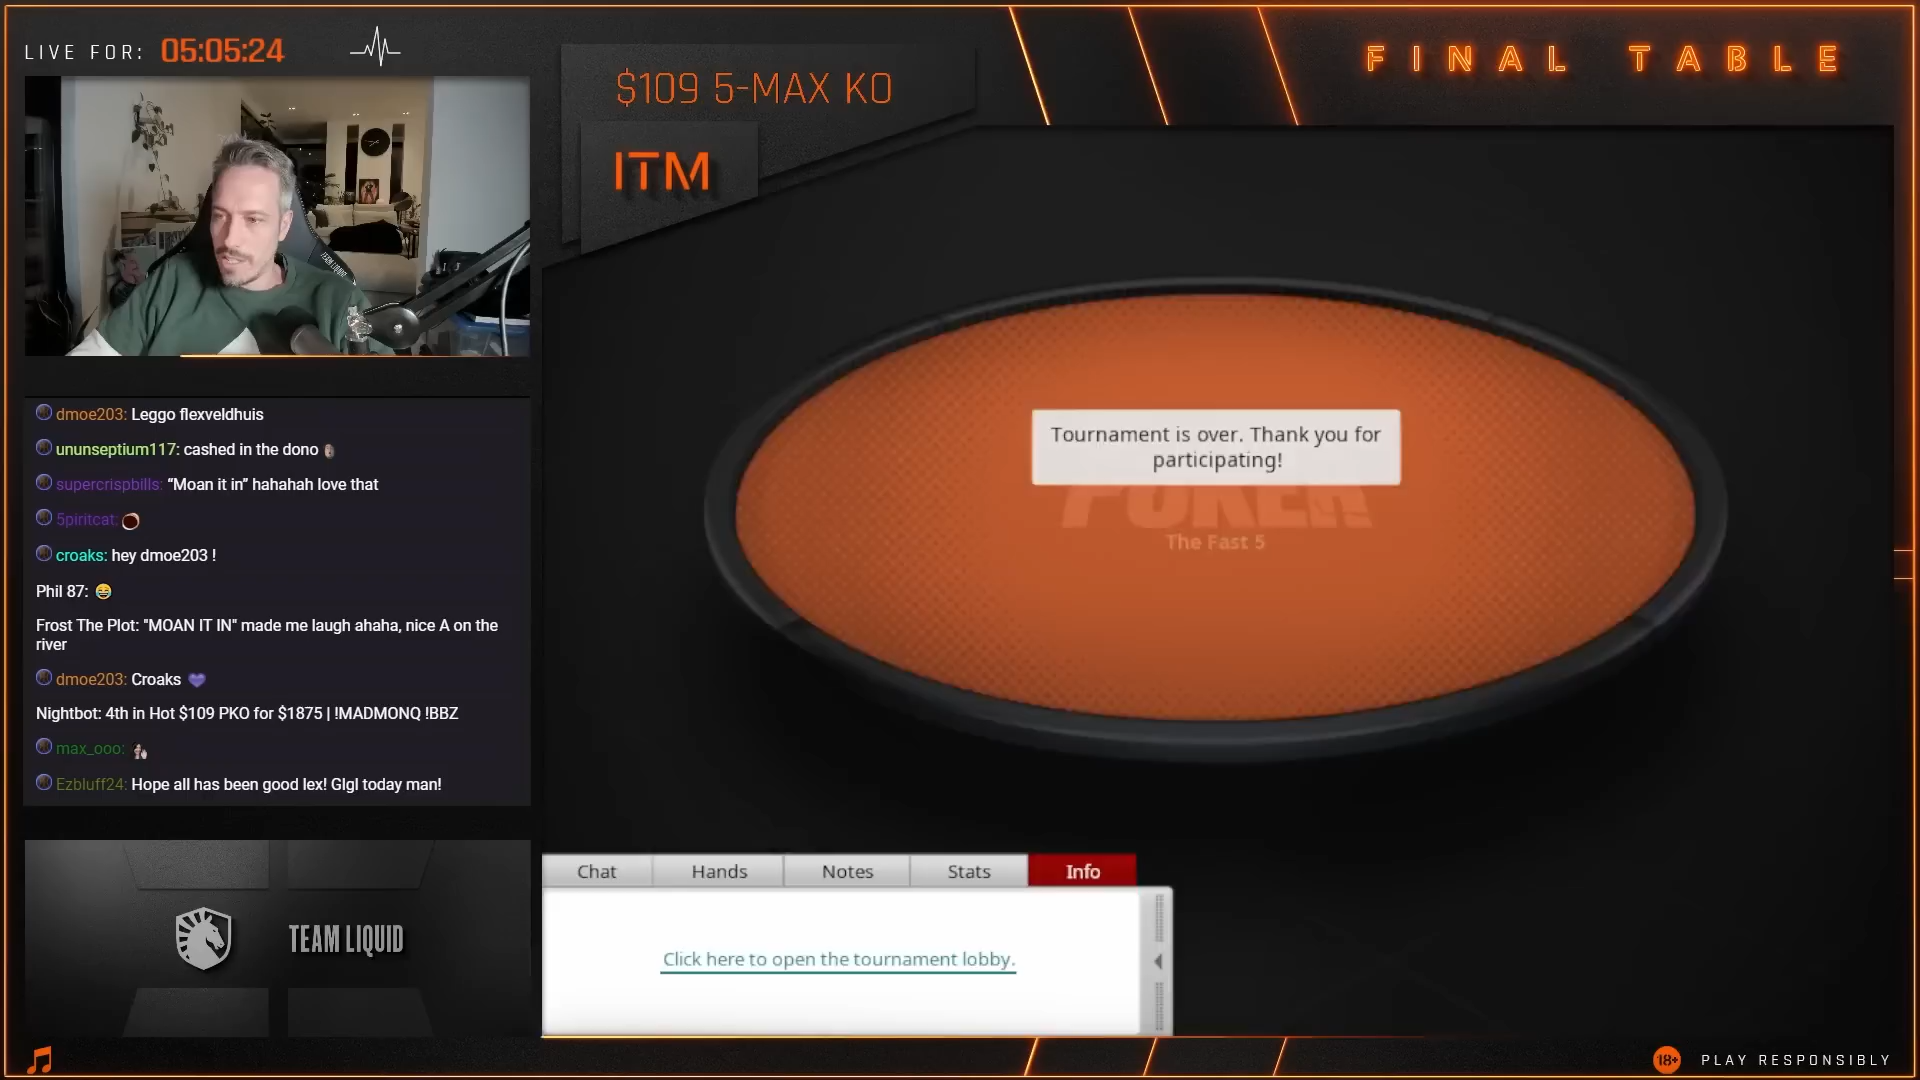 LIVE FOR: 05:05:24
$109 5-MAX KO
ITM
FINAL TABLE
TEAM LIQUID
dmoe203: Leggo flexveldhuis
ununseptium117: cashed in the dono
supercrispbills: “Moan it in” hahahah love that
5piritcat:
croaks: hey dmoe203 !
Phil 87: 😂
Frost The Plot: "MOAN IT IN" made me laugh ahaha, nice A on the
river
dmoe203: Croaks 💜
Nightbot: 4th in Hot $109 PKO for $1875 | !MADMONQ !BBZ
max_ooo:
Ezbluff24: Hope all has been good lex! Glgl today man!
TEAM LIQUID
Tournament is over. Thank you for
participating!
POKER
The Fast 5
Chat Hands Notes Stats Info
Click here to open the tournament lobby.
18+ PLAY RESPONSIBLY